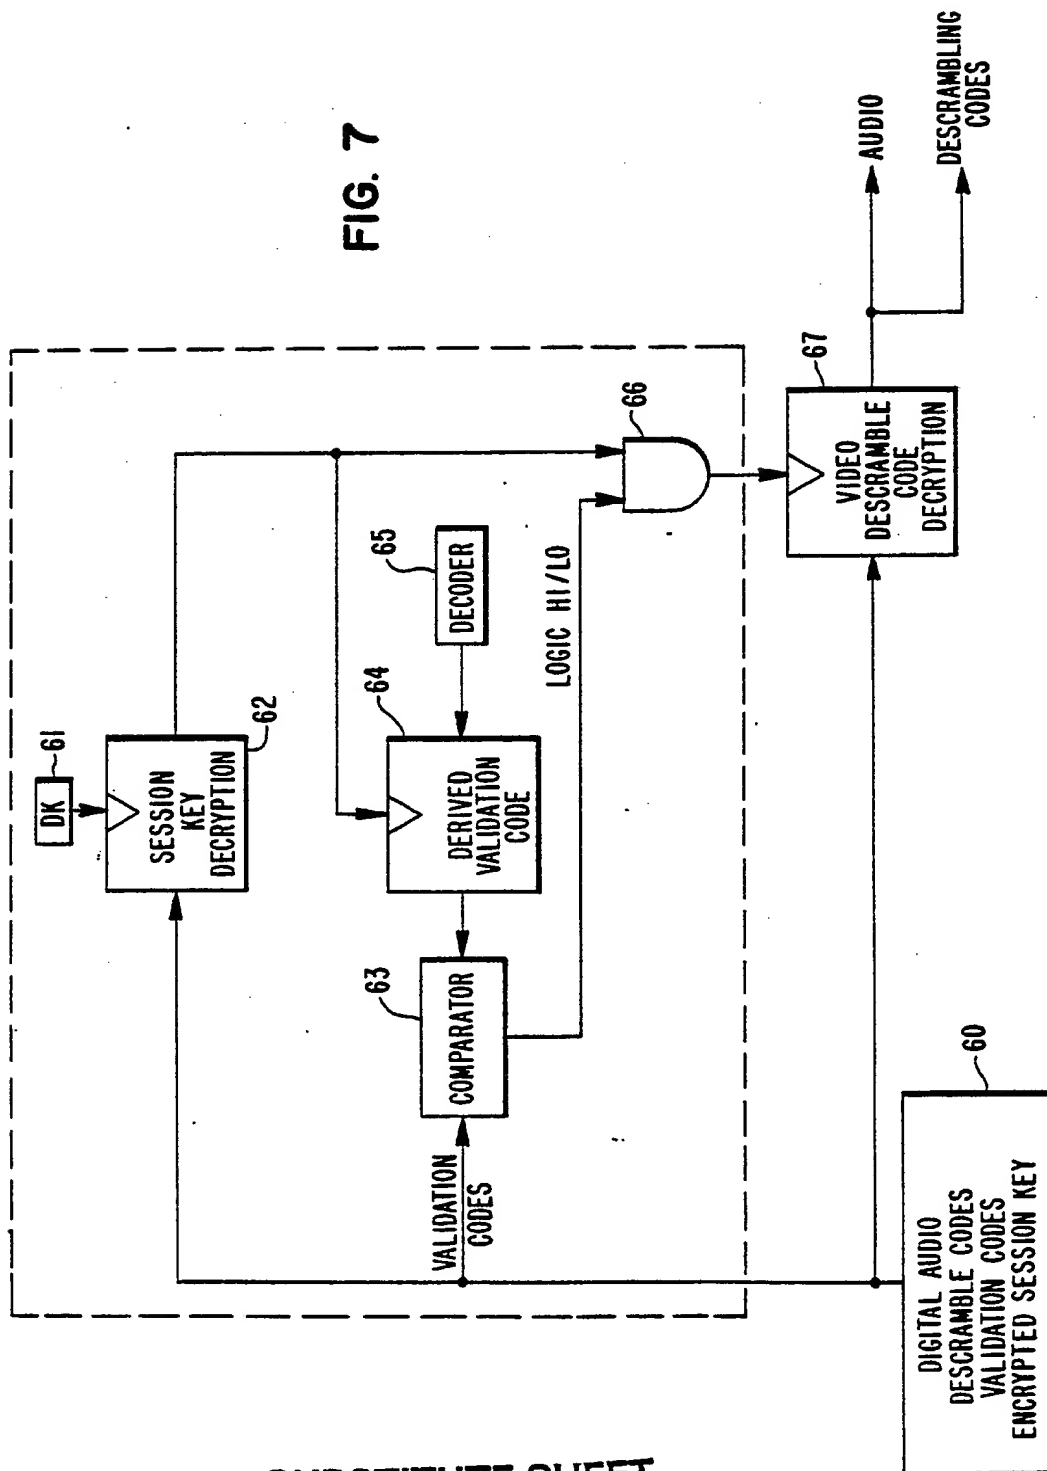 FIG. 7
DK
61
SESSION
KEY
DECRYPTION
62
VALIDATION
CODES
COMPARATOR
63
DERIVED
VALIDATION
CODE
64
DECODER
65
LOGIC HI/LO
66
VIDEO
DESCRAMBLE
CODE
DECRYPTION
67
AUDIO
DESCRAMBLING
CODES
DIGITAL AUDIO
DESCRAMBLE CODES
VALIDATION CODES
ENCRYPTED SESSION KEY
60
SUBSTITUTE SHEET